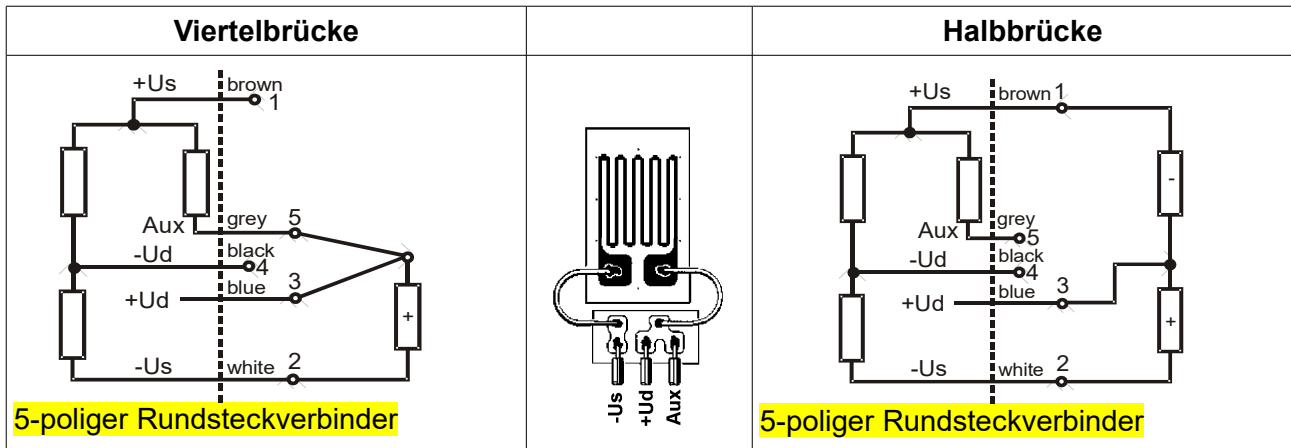 Viertelbrücke
Halbbrücke
+Us
brown
1
Aux
grey
5
-Ud
black
4
+Ud
blue
3
+
-Us
white
2
5-poliger Rundsteckverbinder
-Us
+Ud
Aux
+Us
brown 1
-
Aux
grey
5
-Ud
black
4
+Ud
blue
3
+
-Us
white
2
5-poliger Rundsteckverbinder